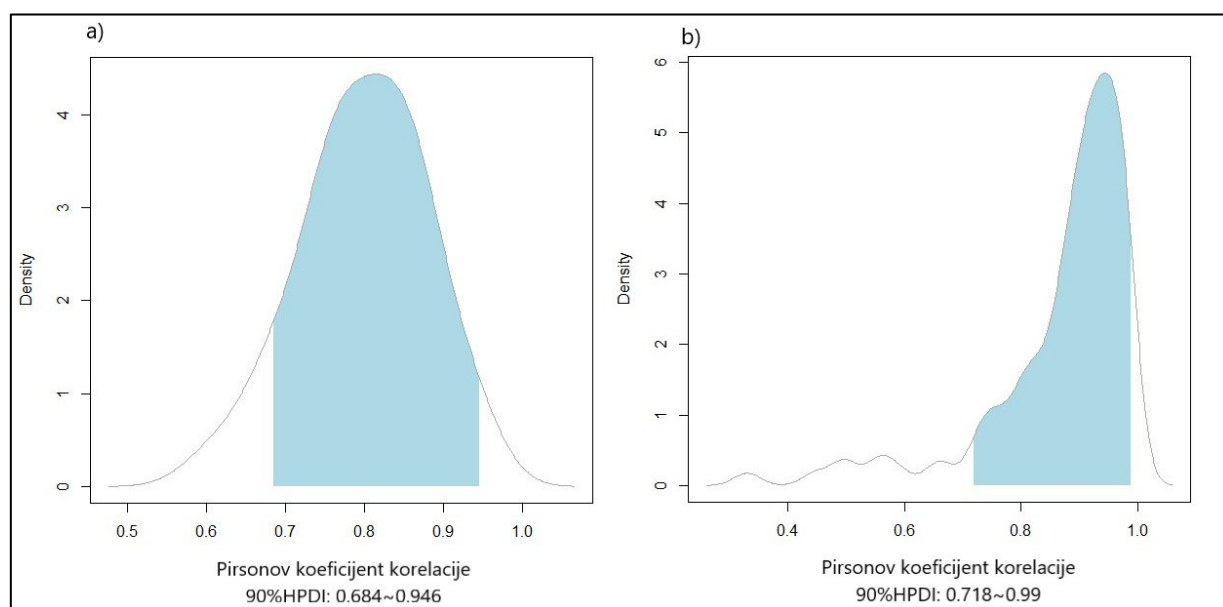 a)
4
3
2
1
0
Density
0.5 0.6 0.7 0.8 0.9 1.0
Pirsonov koeficijent korelacije
90%HPDI: 0.684~0.946
b)
6
5
4
3
2
1
0
Density
0.4 0.6 0.8 1.0
Pirsonov koeficijent korelacije
90%HPDI: 0.718~0.99